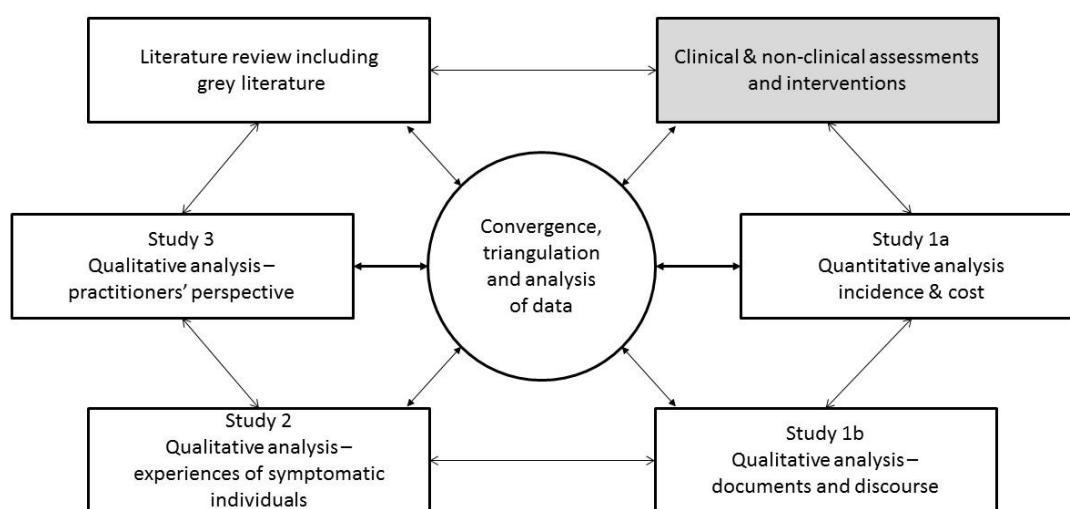 Literature review including
grey literature
Clinical & non-clinical assessments
and interventions
Study 3
Qualitative analysis –
practitioners’ perspective
Convergence,
triangulation
and analysis
of data
Study 1a
Quantitative analysis
incidence & cost
Study 2
Qualitative analysis –
experiences of symptomatic
individuals
Study 1b
Qualitative analysis –
documents and discourse